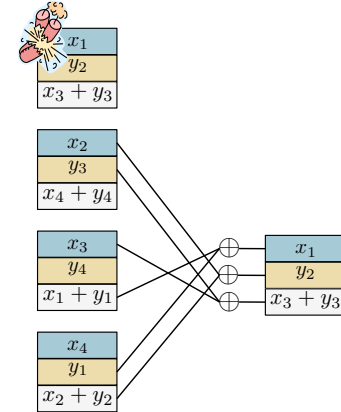 x₁
y₂
x₃ + y₃
x₂
y₃
x₄ + y₄
x₃
y₄
x₁ + y₁
x₄
y₁
x₂ + y₂
⊕
⊕
⊕
x₁
y₂
x₃ + y₃